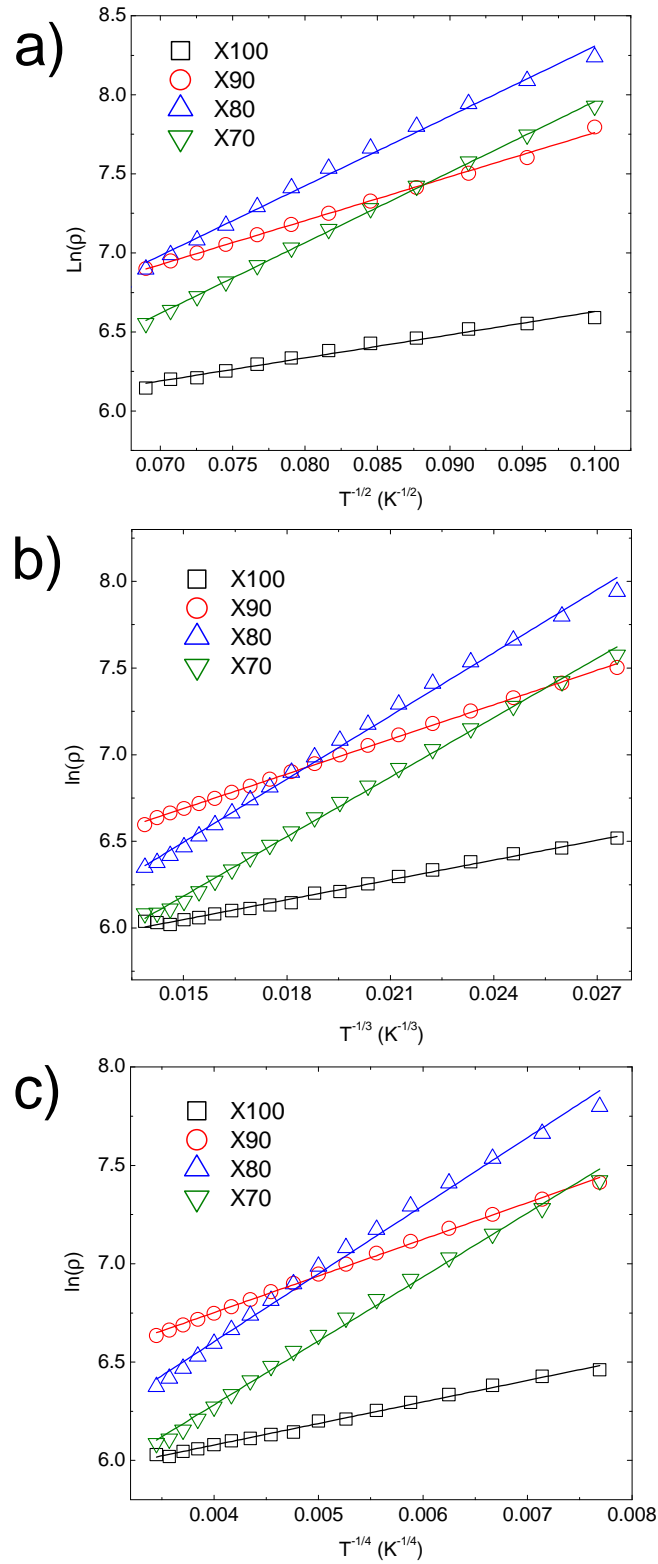 a)
X100
X90
X80
X70
8.5
8.0
7.5
7.0
6.5
6.0
Ln(ρ)
0.070 0.075 0.080 0.085 0.090 0.095 0.100
T-1/2 (K-1/2)
b)
X100
X90
X80
X70
8.0
7.5
7.0
6.5
6.0
ln(ρ)
0.015 0.018 0.021 0.024 0.027
T-1/3 (K-1/3)
c)
X100
X90
X80
X70
8.0
7.5
7.0
6.5
6.0
ln(ρ)
0.004 0.005 0.006 0.007 0.008
T-1/4 (K-1/4)